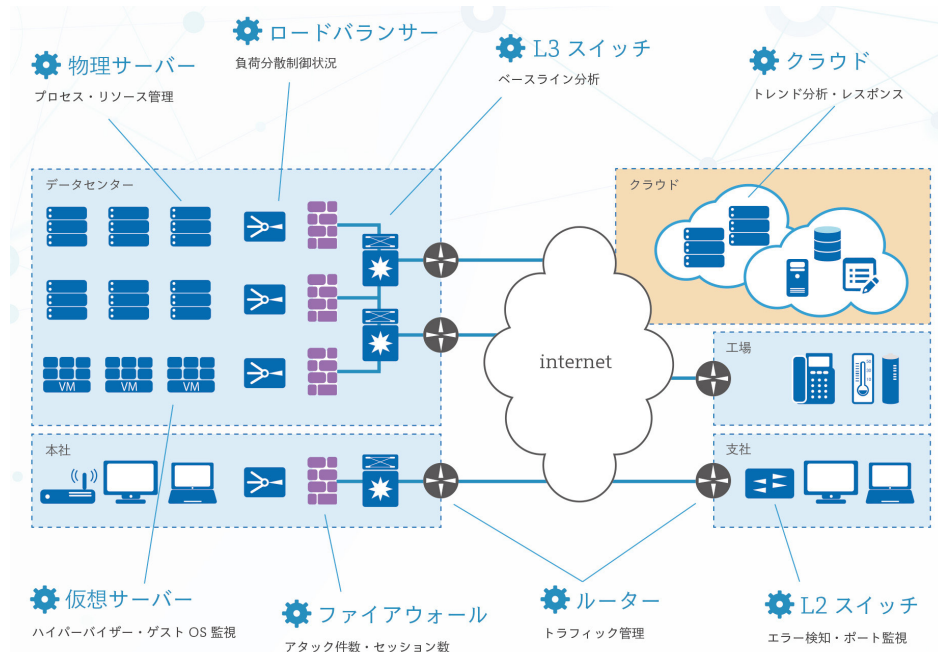 ロードバランサー
負荷分散制御状況
L3 スイッチ
ベースライン分析
物理サーバー
プロセス・リソース管理
クラウド
トレンド分析・レスポンス
データセンター
クラウド
internet
工場
VM
VM
VM
本社
支社
仮想サーバー
ハイパーバイザー・ゲスト OS 監視
ファイアウォール
アタック件数・セッション数
ルーター
トラフィック管理
L2 スイッチ
エラー検知・ポート監視